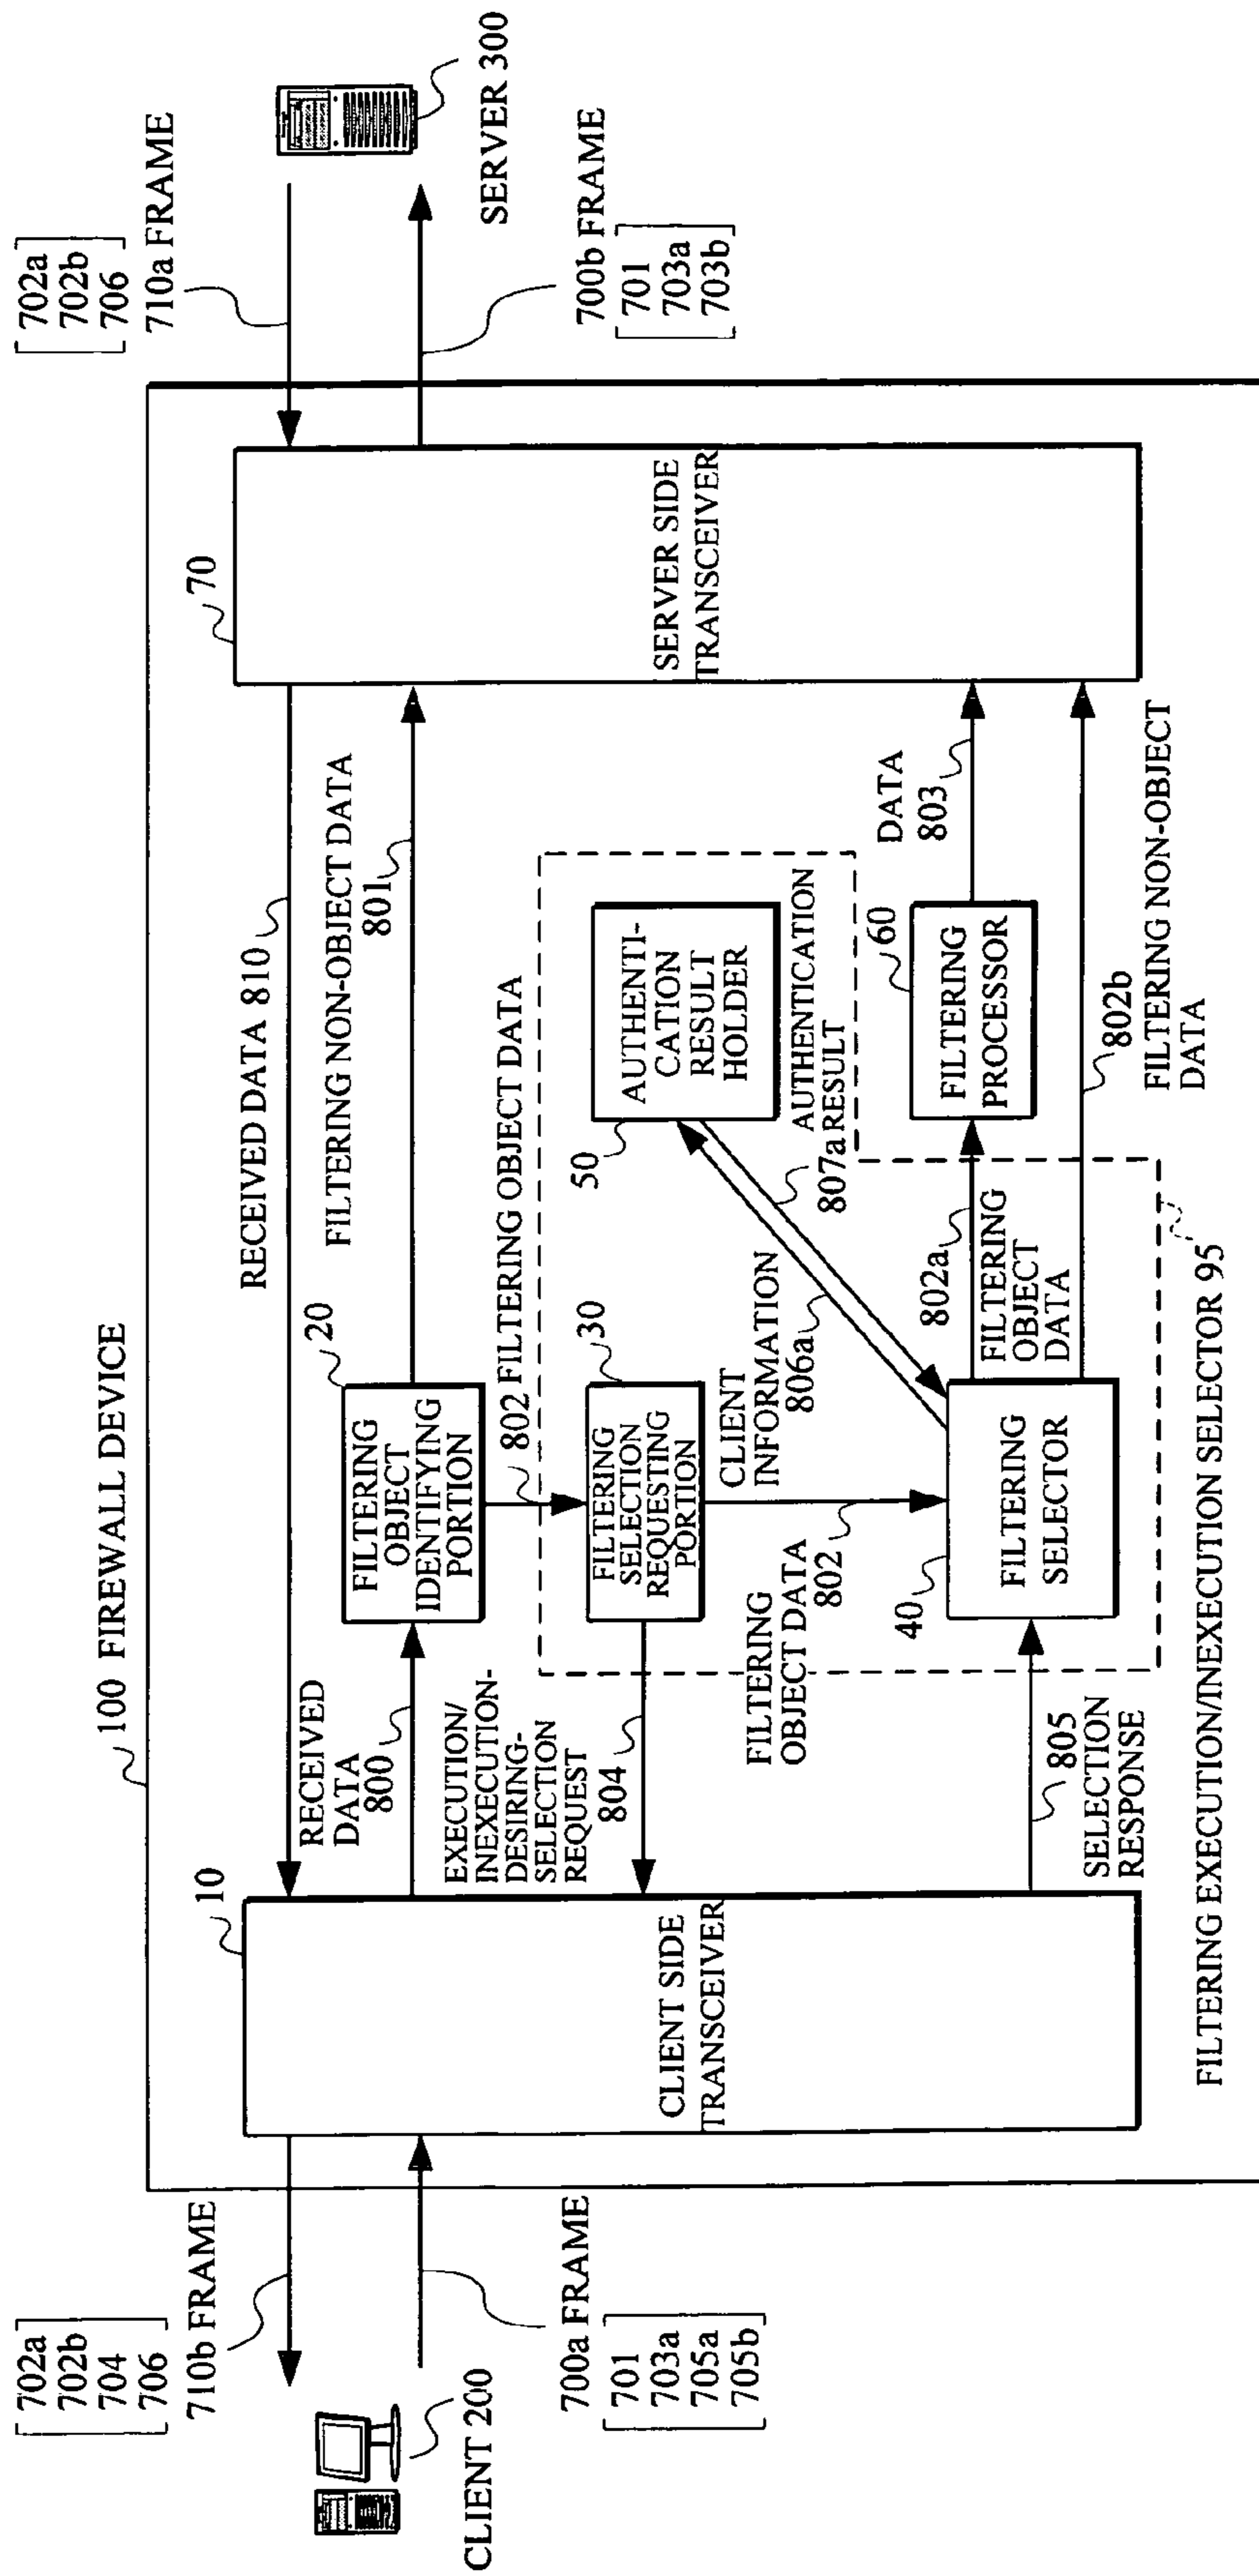 100 FIREWALL DEVICE
702a
702b
704
706
710b FRAME
CLIENT 200
700a FRAME
701
703a
705a
705b
10
CLIENT SIDE
TRANSCEIVER
RECEIVED DATA 810
RECEIVED
DATA
800
20
FILTERING
OBJECT
IDENTIFYING
PORTION
FILTERING NON-OBJECT DATA
801
802 FILTERING OBJECT DATA
EXECUTION/
INEXECUTION-
DESIRING-
SELECTION
REQUEST
804
30
FILTERING
SELECTION
REQUESTING
PORTION
FILTERING
OBJECT DATA
802
CLIENT
INFORMATION
806a
50
AUTHENTI-
CATION
RESULT
HOLDER
AUTHENTICATION
807a RESULT
805
SELECTION
RESPONSE
40
FILTERING
SELECTOR
802a
FILTERING
OBJECT
DATA
60
FILTERING
PROCESSOR
DATA
803
802b
FILTERING NON-OBJECT
DATA
FILTERING EXECUTION/INEXECUTION SELECTOR 95
70
SERVER SIDE
TRANSCEIVER
702a
702b
706
710a FRAME
SERVER 300
700b FRAME
701
703a
703b